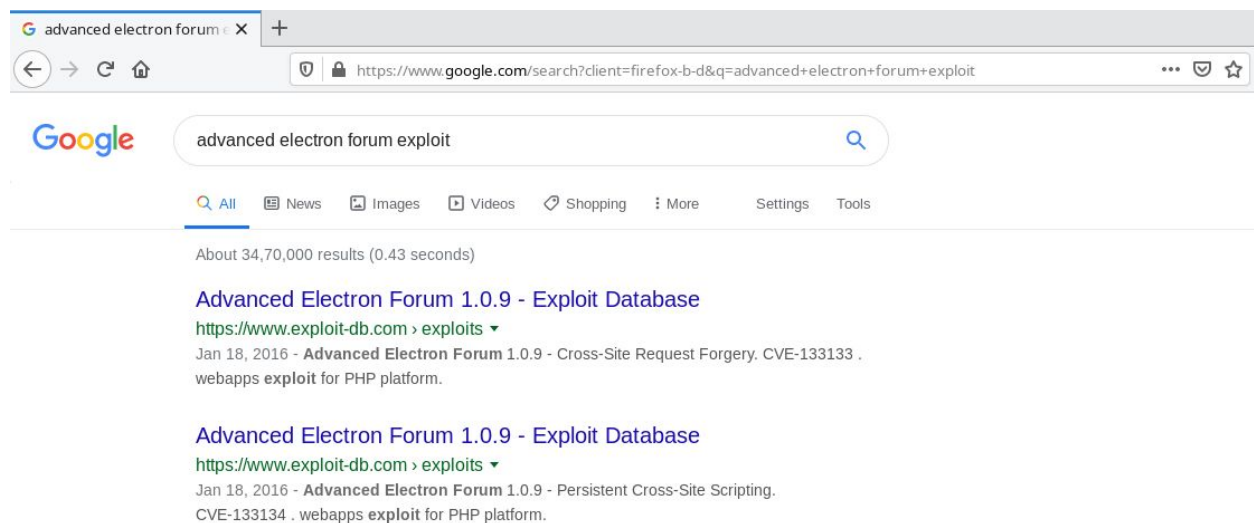 G advanced electron forum e
https://www.google.com/search?client=firefox-b-d&q=advanced+electron+forum+exploit
Google
advanced electron forum exploit
All News Images Videos Shopping More Settings Tools
About 34,70,000 results (0.43 seconds)
Advanced Electron Forum 1.0.9 - Exploit Database
https://www.exploit-db.com › exploits
Jan 18, 2016 - Advanced Electron Forum 1.0.9 - Cross-Site Request Forgery. CVE-133133 .
webapps exploit for PHP platform.
Advanced Electron Forum 1.0.9 - Exploit Database
https://www.exploit-db.com › exploits
Jan 18, 2016 - Advanced Electron Forum 1.0.9 - Persistent Cross-Site Scripting.
CVE-133134 . webapps exploit for PHP platform.